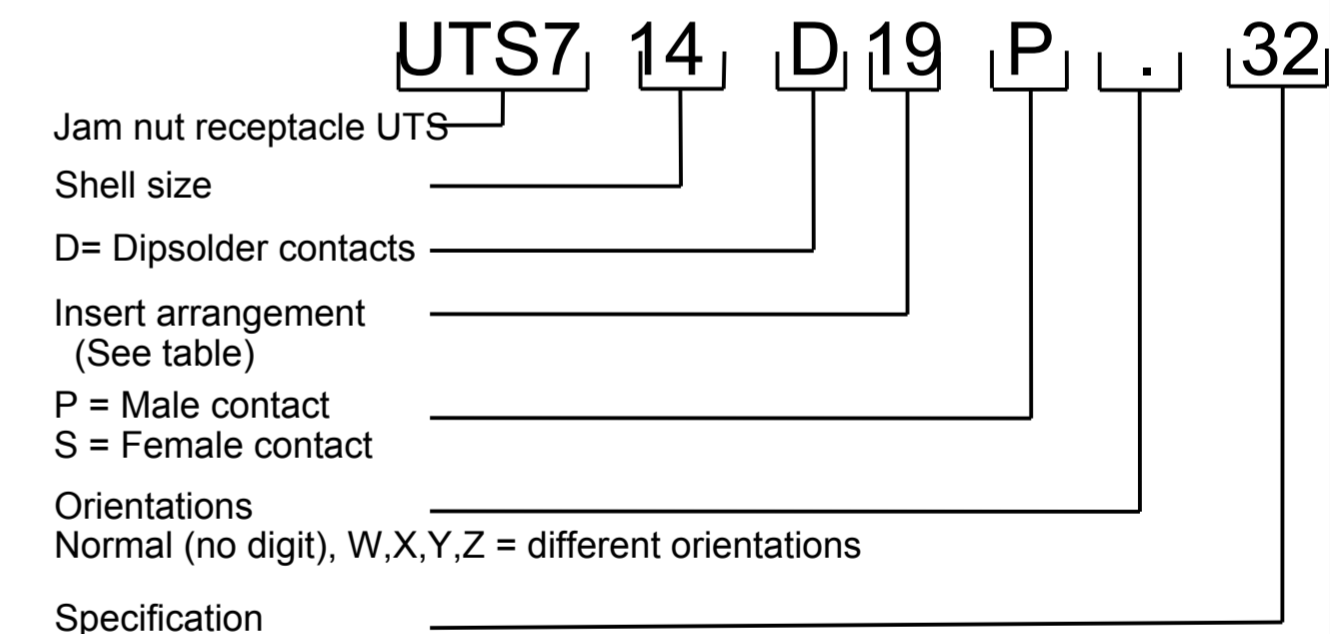 UTS7 14 D 19 P . 32
Jam nut receptacle UTS
Shell size
D= Dipsolder contacts
Insert arrangement
(See table)
P = Male contact
S = Female contact
Orientations
Normal (no digit), W,X,Y,Z = different orientations
Specification